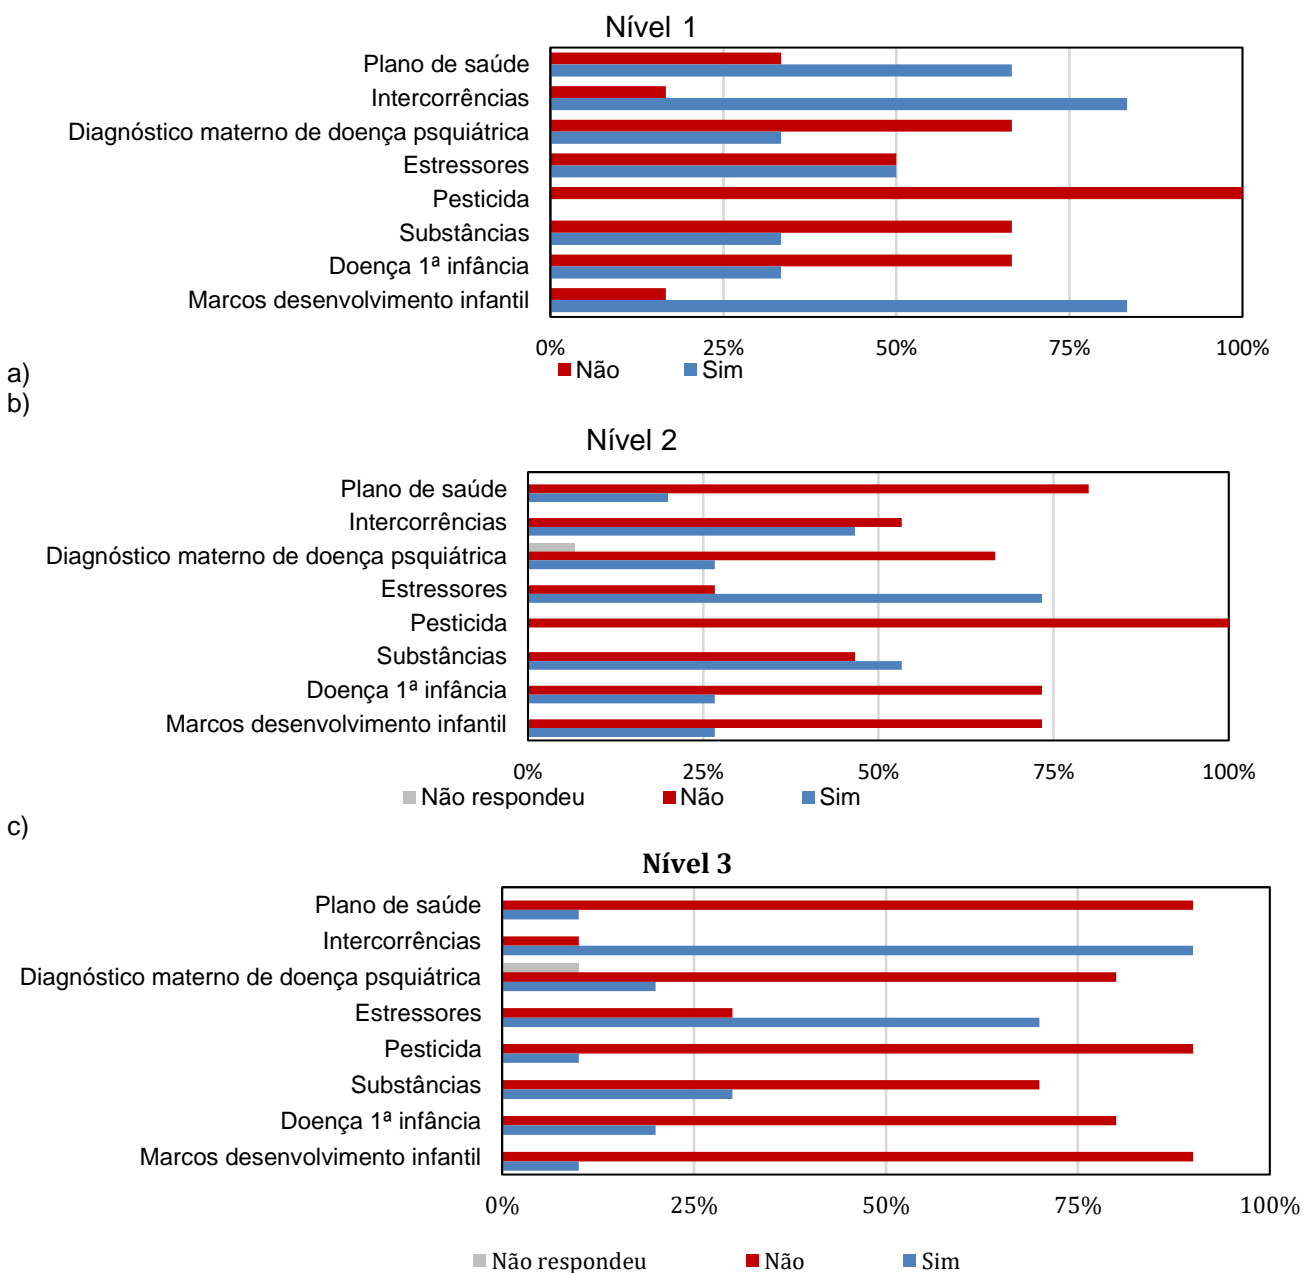 Nível 1
Plano de saúde
Intercorrências
Diagnóstico materno de doença psquiátrica
Estressores
Pesticida
Substâncias
Doença 1ª infância
Marcos desenvolvimento infantil
0% 25% 50% 75% 100%
Não Sim
a)
b)
Nível 2
Plano de saúde
Intercorrências
Diagnóstico materno de doença psquiátrica
Estressores
Pesticida
Substâncias
Doença 1ª infância
Marcos desenvolvimento infantil
0% 25% 50% 75% 100%
Não respondeu Não Sim
c)
Nível 3
Plano de saúde
Intercorrências
Diagnóstico materno de doença psquiátrica
Estressores
Pesticida
Substâncias
Doença 1ª infância
Marcos desenvolvimento infantil
0% 25% 50% 75% 100%
Não respondeu Não Sim